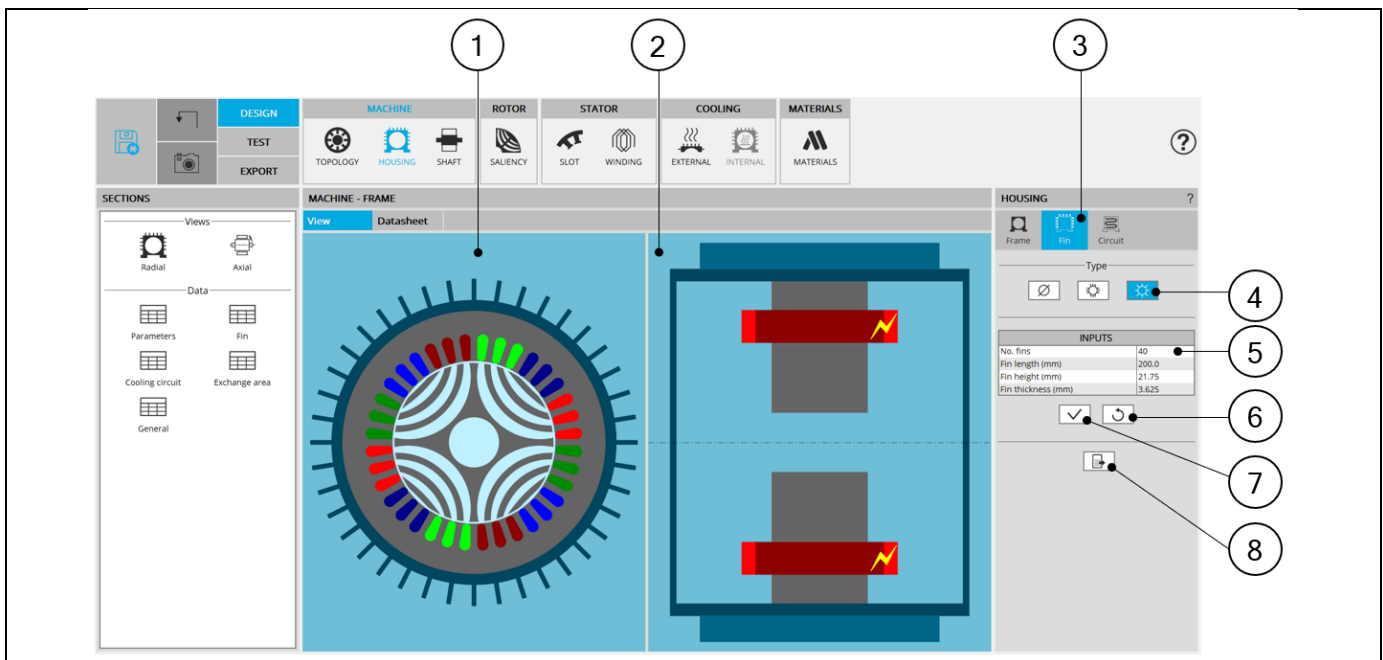 1
2
3
DESIGN
TEST
EXPORT
MACHINE
ROTOR
STATOR
COOLING
MATERIALS
TOPOLOGY
HOUSING
SHAFT
SALIENCY
SLOT
WINDING
EXTERNAL
INTERNAL
MATERIALS
?
SECTIONS
Views
Radial
Axial
Data
Parameters
Fin
Cooling circuit
Exchange area
General
MACHINE - FRAME
View
Datasheet
HOUSING
?
Frame
Fin
Circuit
Type
INPUTS
No. fins 40
Fin length (mm) 200.0
Fin height (mm) 21.75
Fin thickness (mm) 3.625
4
5
6
7
8